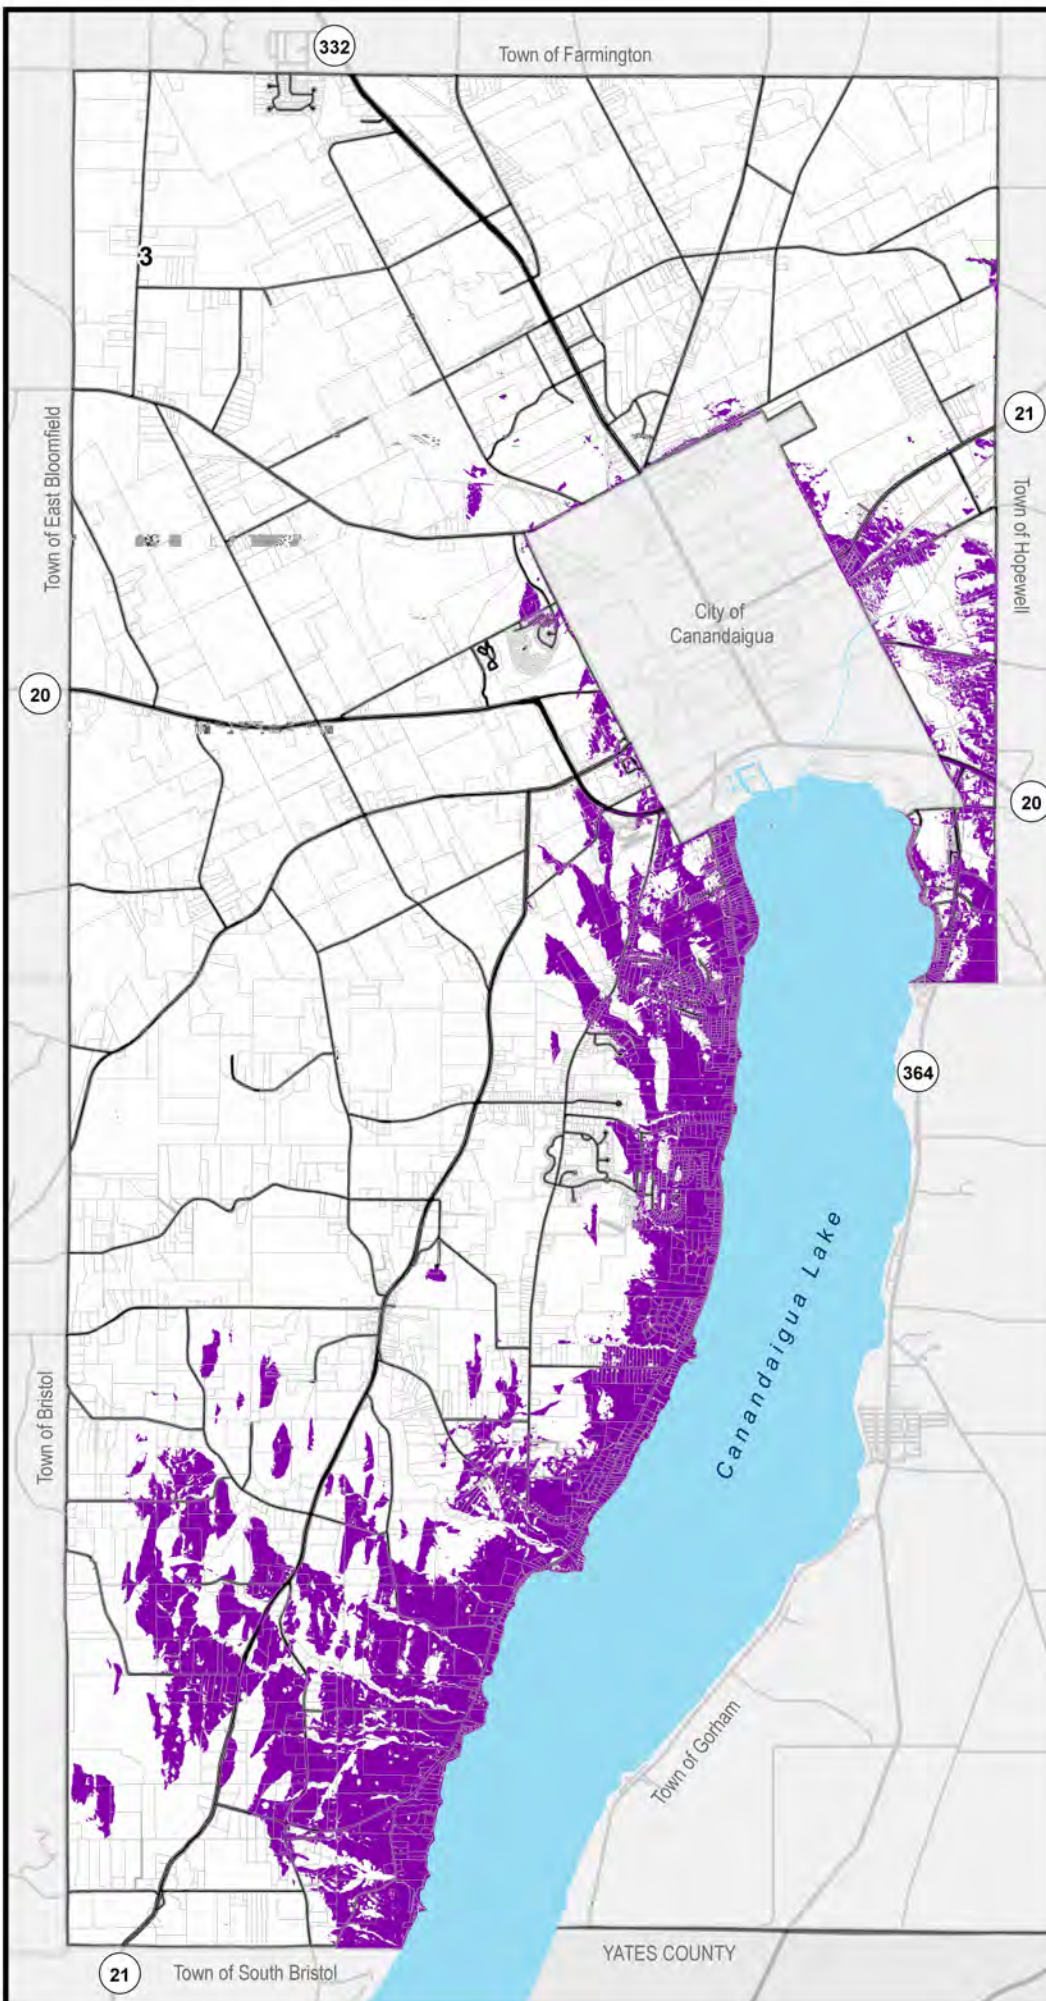 332
Town of Farmington
3
21
Town of East Bloomfield
Town of Hopewell
City of
Canandaigua
20
20
364
Canandaigua Lake
Town of Bristol
Town of Gorham
YATES COUNTY
21
Town of South Bristol